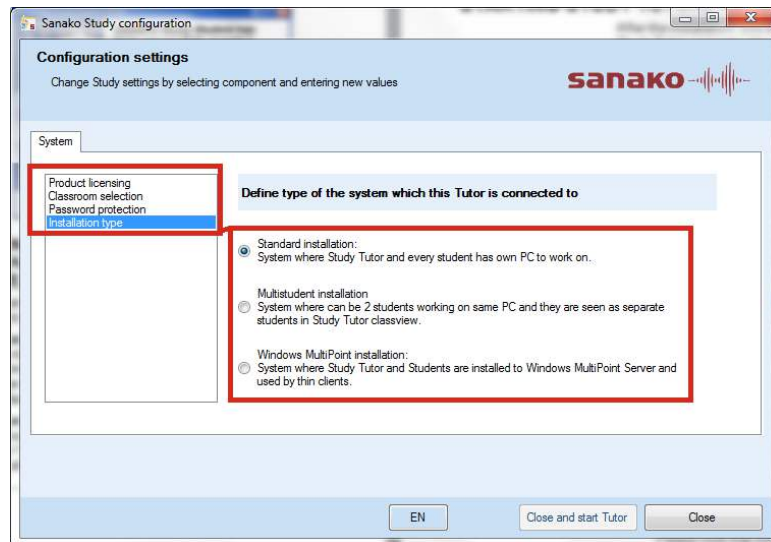 Sanako Study configuration
Configuration settings
Change Study settings by selecting component and entering new values
sanako
System
Product licensing
Classroom selection
Password protection
Installation type
Define type of the system which this Tutor is connected to
Standard installation:
System where Study Tutor and every student has own PC to work on.
Multistudent installation
System where can be 2 students working on same PC and they are seen as separate
students in Study Tutor classview.
Windows MultiPoint installation:
System where Study Tutor and Students are installed to Windows MultiPoint Server and
used by thin clients.
EN
Close and start Tutor
Close